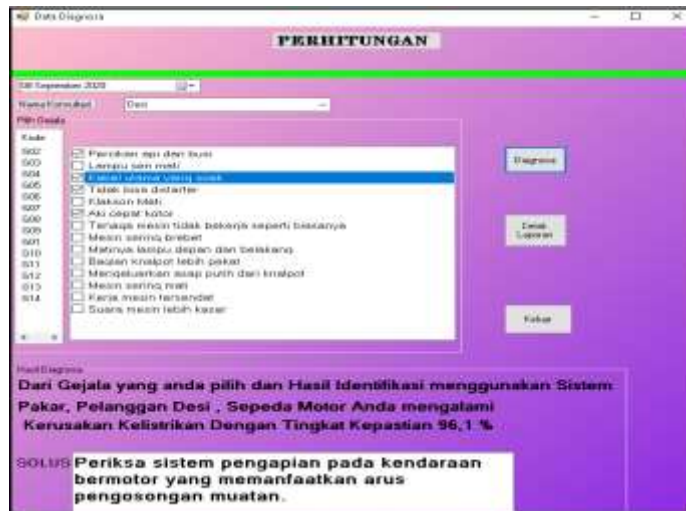 Data Diagnosa
PERHITUNGAN
08 September 2020
Nama Konsultasi
Desi
Pilih Gejala
Kode
G02
G03
G04
G05
G06
G07
G08
G09
G01
G10
G11
G12
G13
G14
Percikan api dari busi
Lampu sen mati
Kabel utama yang rusak
Tidak bisa distarter
Klakson Mati
Aki cepat kotor
Tenaga mesin tidak bekerja seperti biasanya
Mesin sering brebet
Matinya lampu depan dan belakang
Bagian knalpot lebih pekat
Mengeluarkan asap putih dari knalpot
Mesin sering mati
Kerja mesin tersendat
Suara mesin lebih kasar
Diagnosa
Cetak
Laporan
Keluar
Hasil Diagnosa
Dari Gejala yang anda pilih dan Hasil Identifikasi menggunakan Sistem
Pakar, Pelanggan Desi , Sepeda Motor Anda mengalami
Kerusakan Kelistrikan Dengan Tingkat Kepastian 96,1 %
SOLUS
Periksa sistem pengapian pada kendaraan
bermotor yang memanfaatkan arus
pengosongan muatan.